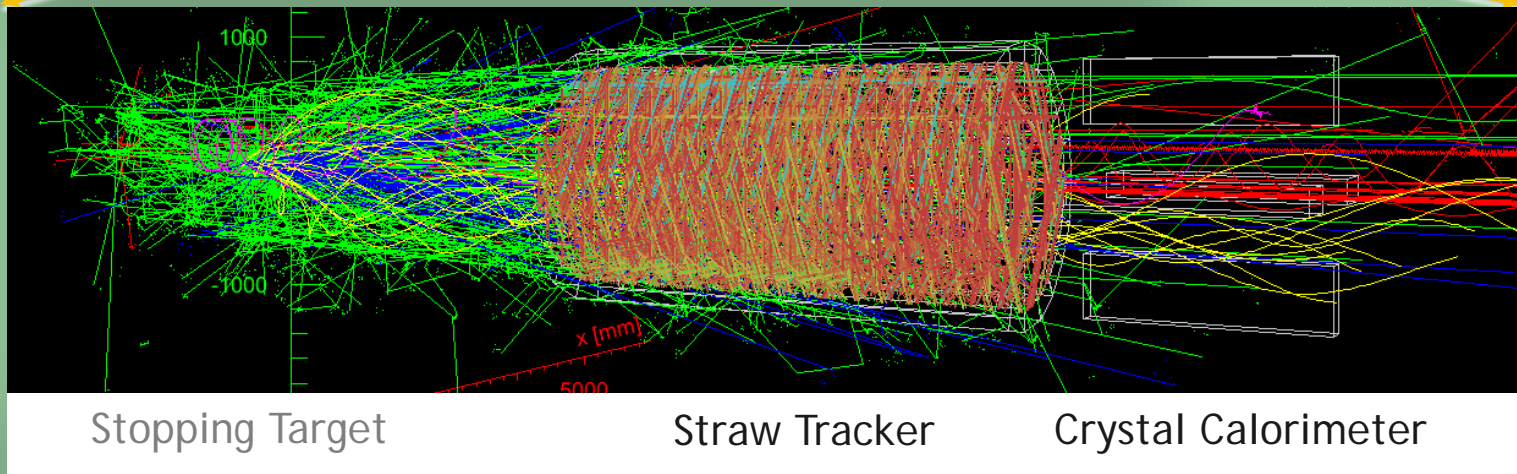 1000
-1000
x [mm]
5000
Stopping Target
Straw Tracker
Crystal Calorimeter